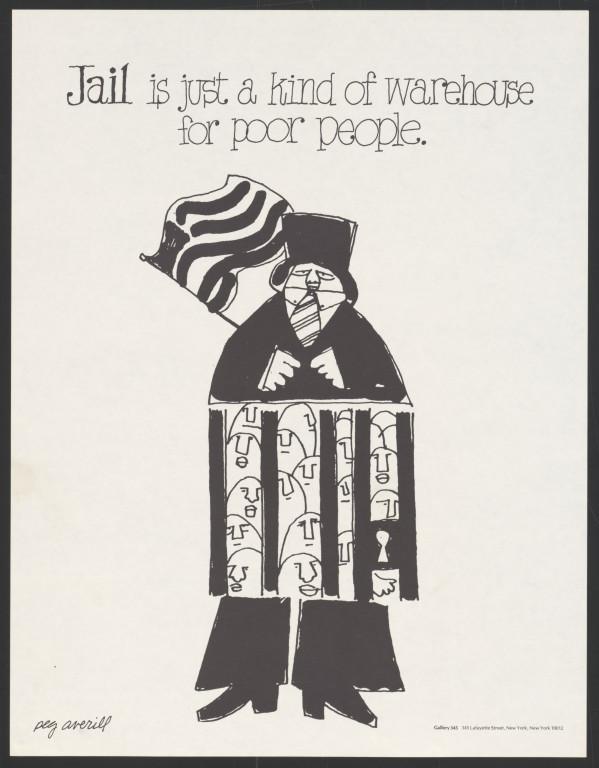 Jail is just a kind of warehouse
for poor people.
peg averill
Gallery 345 345 Lafayette Street, New York, New York 10012